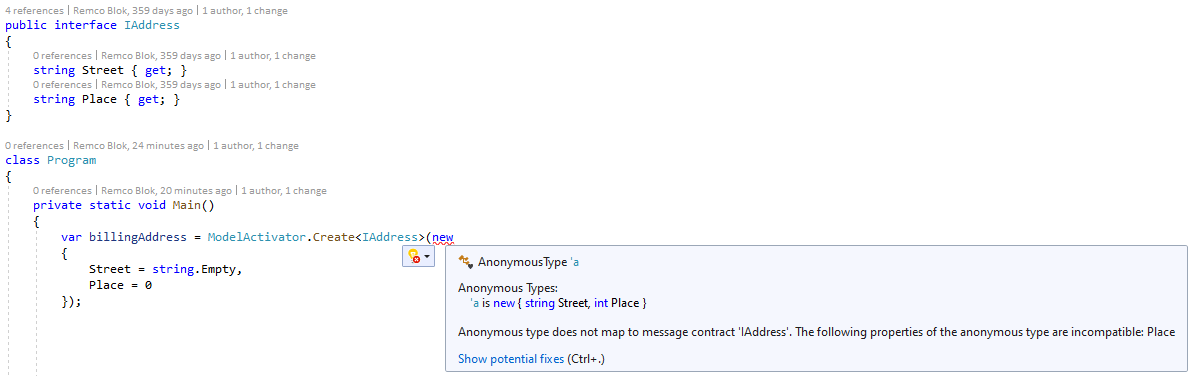 4 references | Remco Blok, 359 days ago | 1 author, 1 change
public interface IAddress
{
0 references | Remco Blok, 359 days ago | 1 author, 1 change
string Street { get; }
0 references | Remco Blok, 359 days ago | 1 author, 1 change
string Place { get; }
}
0 references | Remco Blok, 24 minutes ago | 1 author, 1 change
class Program
{
0 references | Remco Blok, 20 minutes ago | 1 author, 1 change
private static void Main()
{
var billingAddress = ModelActivator.Create<IAddress>(new
{
Street = string.Empty,
Place = 0
});
AnonymousType 'a
Anonymous Types:
'a is new { string Street, int Place }
Anonymous type does not map to message contract 'IAddress'. The following properties of the anonymous type are incompatible: Place
Show potential fixes (Ctrl+.)